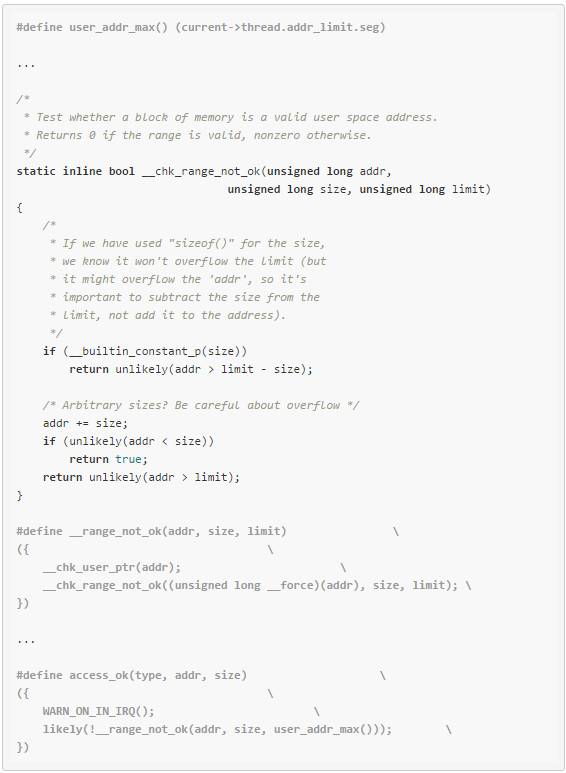 #define user_addr_max() (current->thread.addr_limit.seg)
...
/*
 * Test whether a block of memory is a valid user space address.
 * Returns 0 if the range is valid, nonzero otherwise.
 */
static inline bool __chk_range_not_ok(unsigned long addr,
                                unsigned long size, unsigned long limit)
{
    /*
     * If we have used "sizeof()" for the size,
     * we know it won't overflow the limit (but
     * it might overflow the 'addr', so it's
     * important to subtract the size from the
     * limit, not add it to the address).
     */
    if (__builtin_constant_p(size))
        return unlikely(addr > limit - size);
    /* Arbitrary sizes? Be careful about overflow */
    addr += size;
    if (unlikely(addr < size))
        return true;
    return unlikely(addr > limit);
}
#define __range_not_ok(addr, size, limit)                \
({                                    \
    __chk_user_ptr(addr);                        \
    __chk_range_not_ok((unsigned long __force)(addr), size, limit); \
})
...
#define access_ok(type, addr, size)                    \
({                                    \
    WARN_ON_IN_IRQ();                        \
    likely(!__range_not_ok(addr, size, user_addr_max()));        \
})